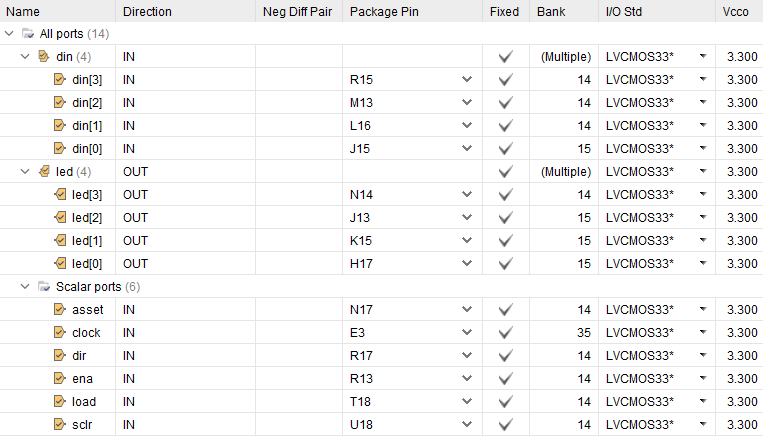 Name Direction Neg Diff Pair Package Pin Fixed Bank I/O Std Vcco
All ports (14)
din (4) IN (Multiple) LVCMOS33* 3.300
din[3] IN R15 14 LVCMOS33* 3.300
din[2] IN M13 14 LVCMOS33* 3.300
din[1] IN L16 14 LVCMOS33* 3.300
din[0] IN J15 15 LVCMOS33* 3.300
led (4) OUT (Multiple) LVCMOS33* 3.300
led[3] OUT N14 14 LVCMOS33* 3.300
led[2] OUT J13 15 LVCMOS33* 3.300
led[1] OUT K15 15 LVCMOS33* 3.300
led[0] OUT H17 15 LVCMOS33* 3.300
Scalar ports (6)
asset IN N17 14 LVCMOS33* 3.300
clock IN E3 35 LVCMOS33* 3.300
dir IN R17 14 LVCMOS33* 3.300
ena IN R13 14 LVCMOS33* 3.300
load IN T18 14 LVCMOS33* 3.300
sclr IN U18 14 LVCMOS33* 3.300